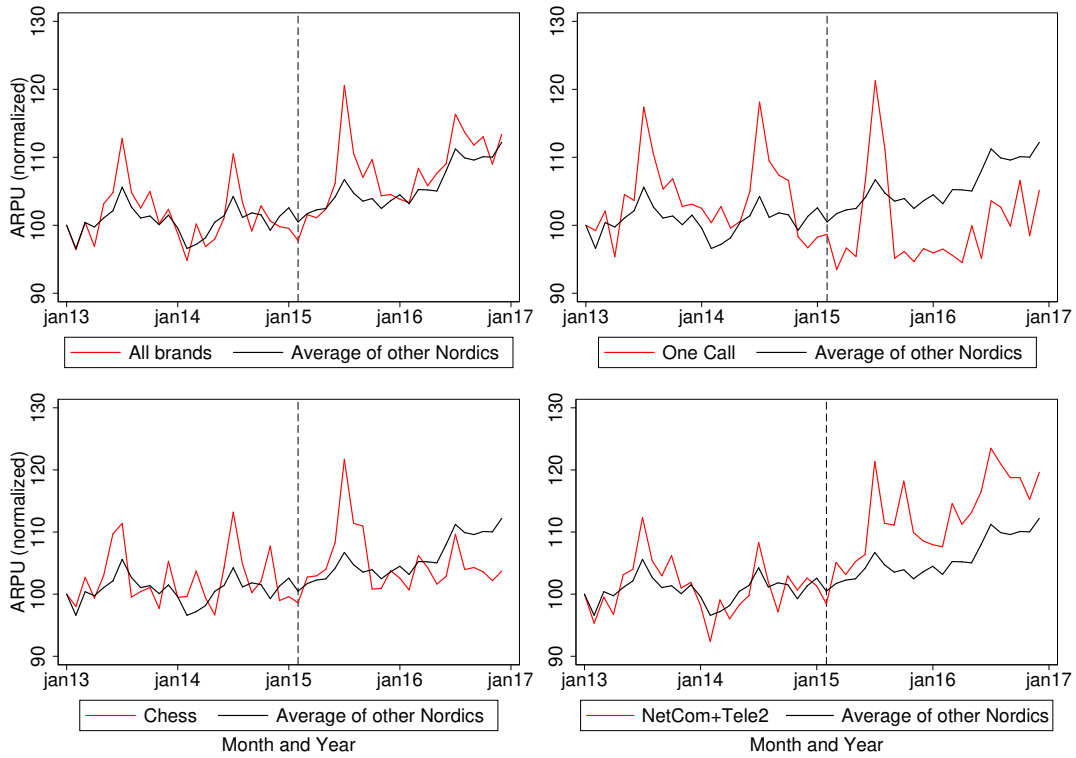 ARPU (normalized)
130
120
110
100
90
jan13 jan14 jan15 jan16 jan17
All brands Average of other Nordics
130
120
110
100
90
jan13 jan14 jan15 jan16 jan17
One Call Average of other Nordics
ARPU (normalized)
130
120
110
100
90
jan13 jan14 jan15 jan16 jan17
Chess Average of other Nordics
Month and Year
130
120
110
100
90
jan13 jan14 jan15 jan16 jan17
NetCom+Tele2 Average of other Nordics
Month and Year